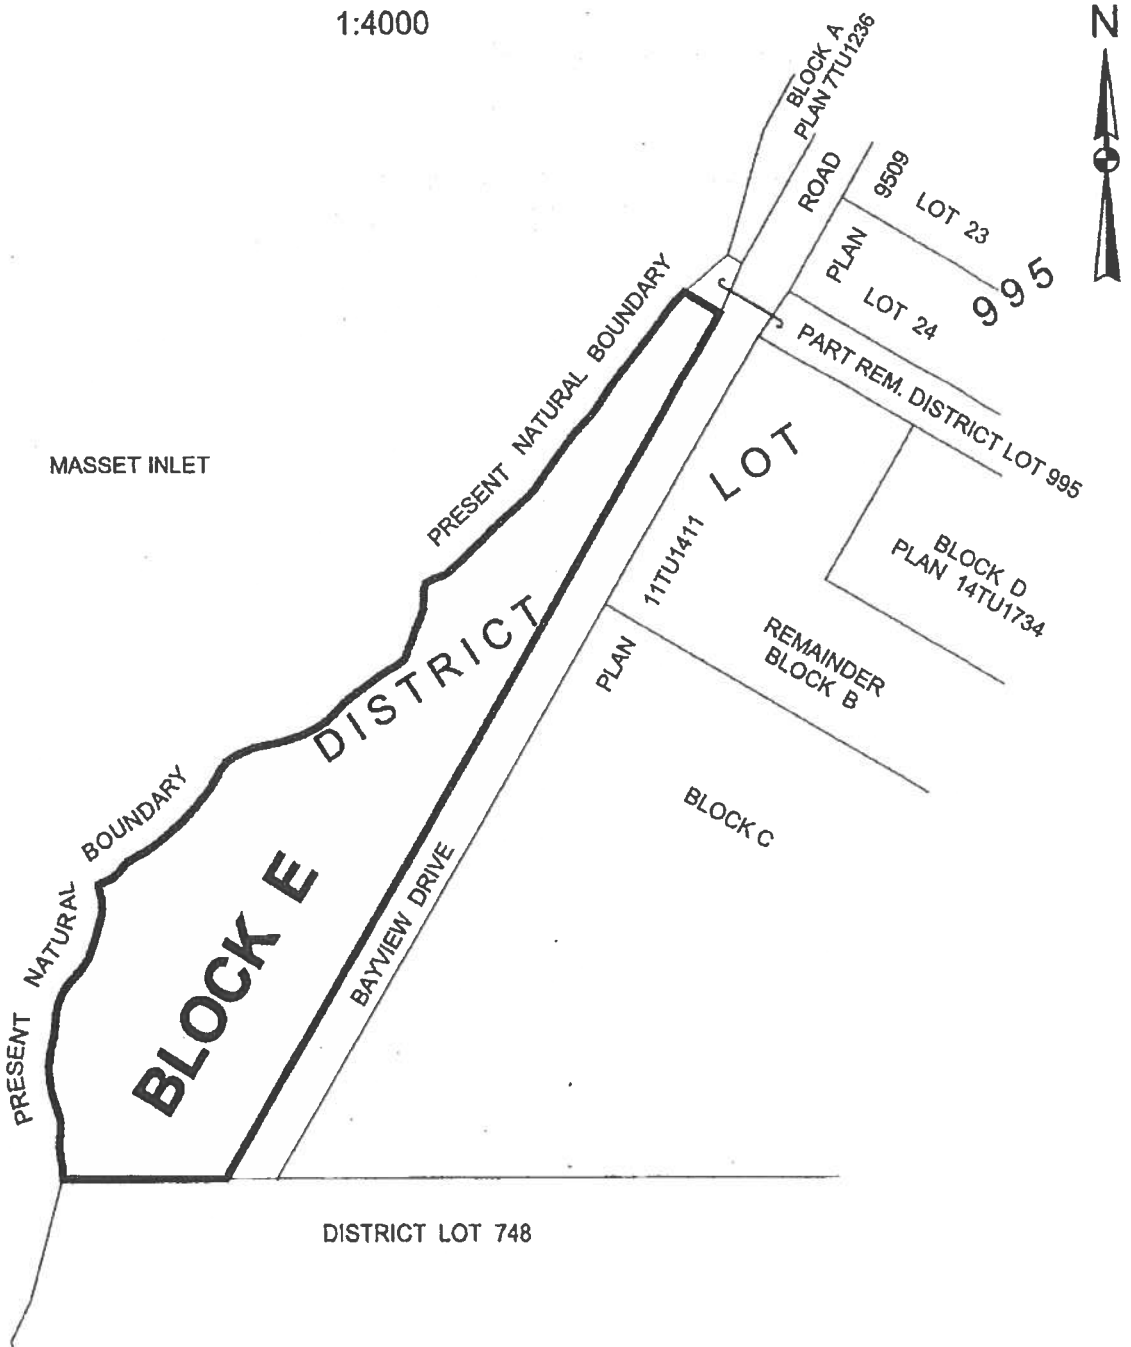 1:4000
N
BLOCK A
PLAN 7TU1236
ROAD
PLAN 9509
LOT 23
LOT 24
PART REM. DISTRICT LOT 995
PRESENT NATURAL BOUNDARY
MASSET INLET
DISTRICT LOT 995
PLAN 11TU1411
BLOCK D
PLAN 14TU1734
REMAINDER
BLOCK B
BLOCK C
PRESENT NATURAL BOUNDARY
BLOCK E
BAYVIEW DRIVE
DISTRICT LOT 748